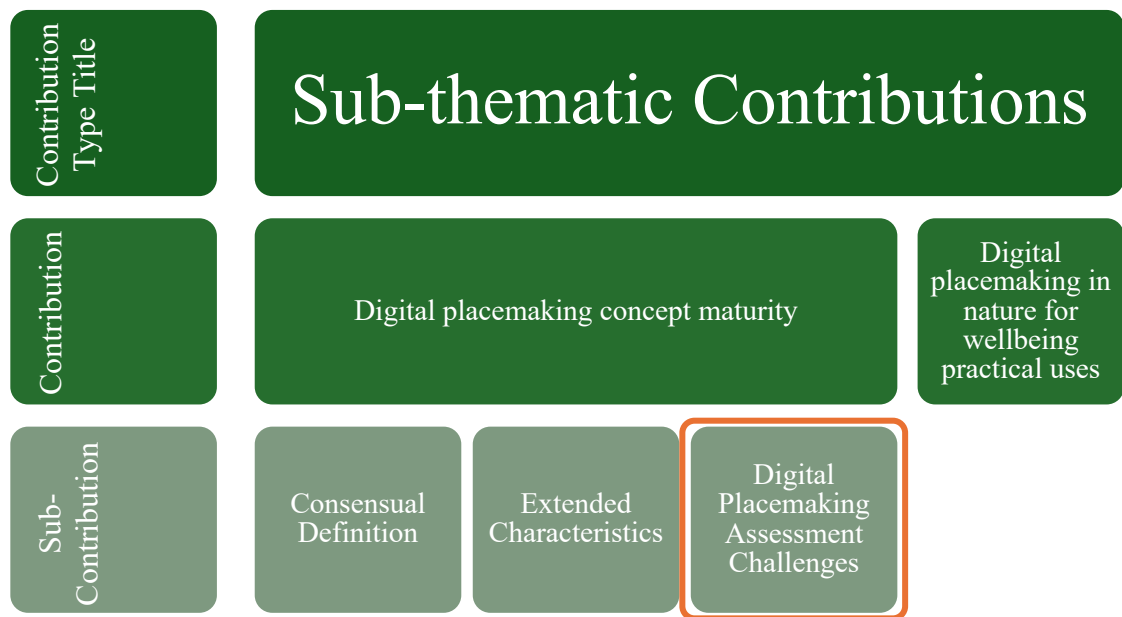 Contribution
Type Title
Sub-thematic Contributions
Contribution
Digital placemaking concept maturity
Digital
placemaking in
nature for
wellbeing
practical uses
Sub-
Contribution
Consensual
Definition
Extended
Characteristics
Digital
Placemaking
Assessment
Challenges